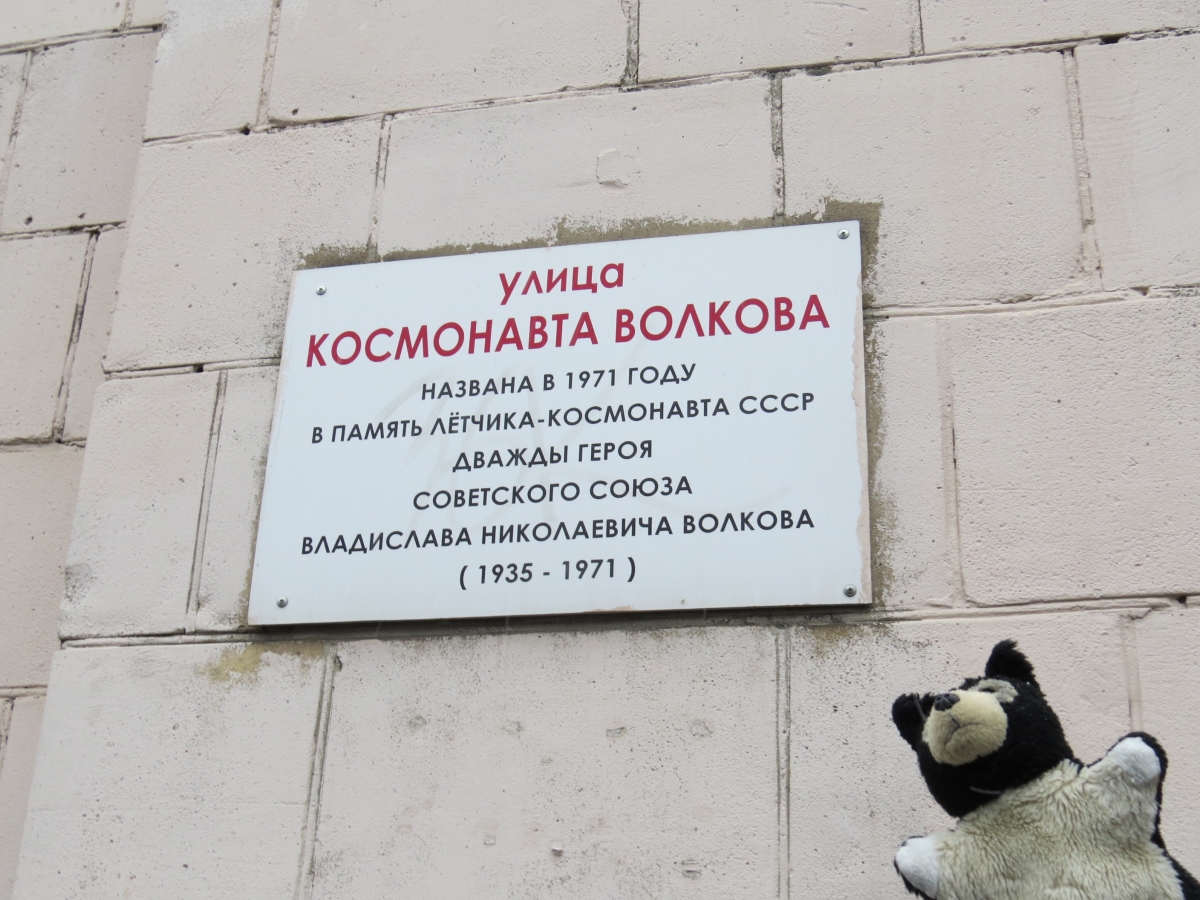 улица
КОСМОНАВТА ВОЛКОВА
НАЗВАНА В 1971 ГОДУ
В ПАМЯТЬ ЛЁТЧИКА-КОСМОНАВТА СССР
ДВАЖДЫ ГЕРОЯ
СОВЕТСКОГО СОЮЗА
ВЛАДИСЛАВА НИКОЛАЕВИЧА ВОЛКОВА
( 1935 - 1971 )